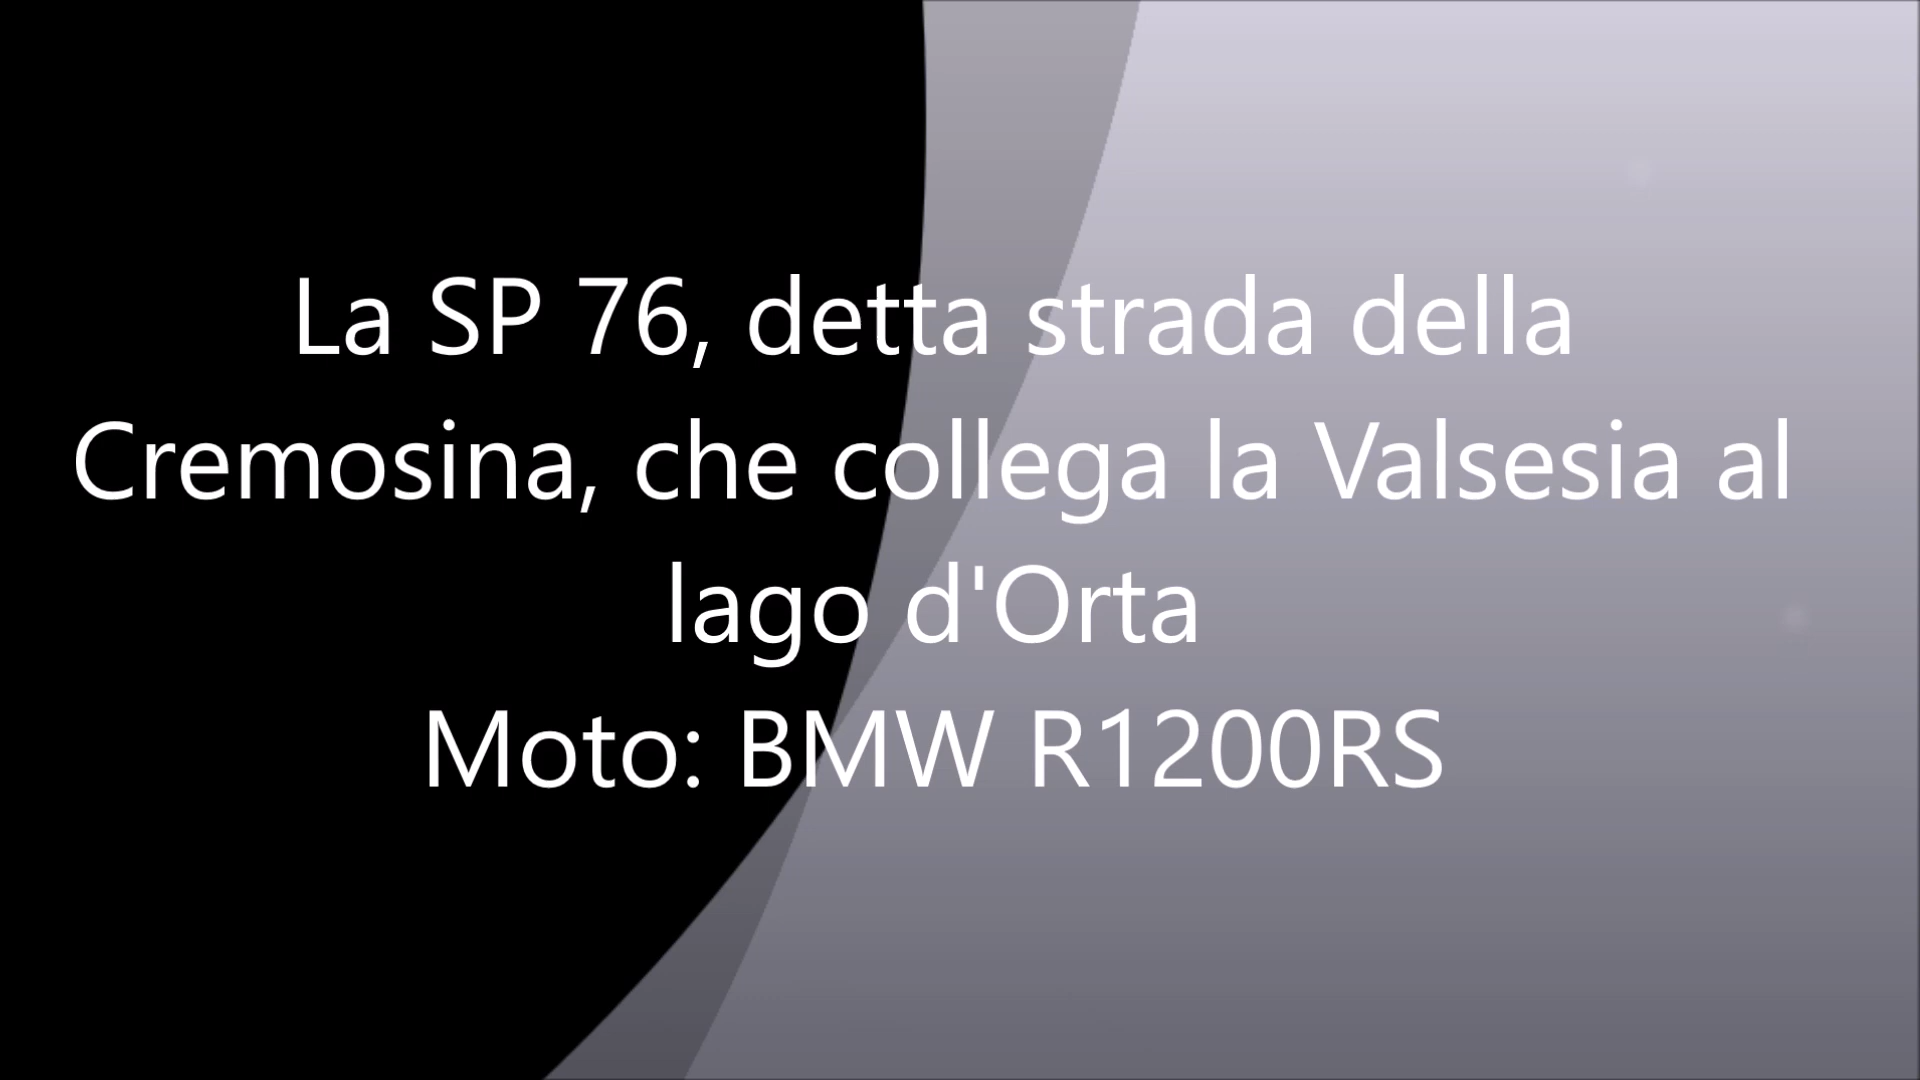 La SP 76, detta strada della
Cremosina, che collega la Valsesia al
lago d'Orta
Moto: BMW R1200RS